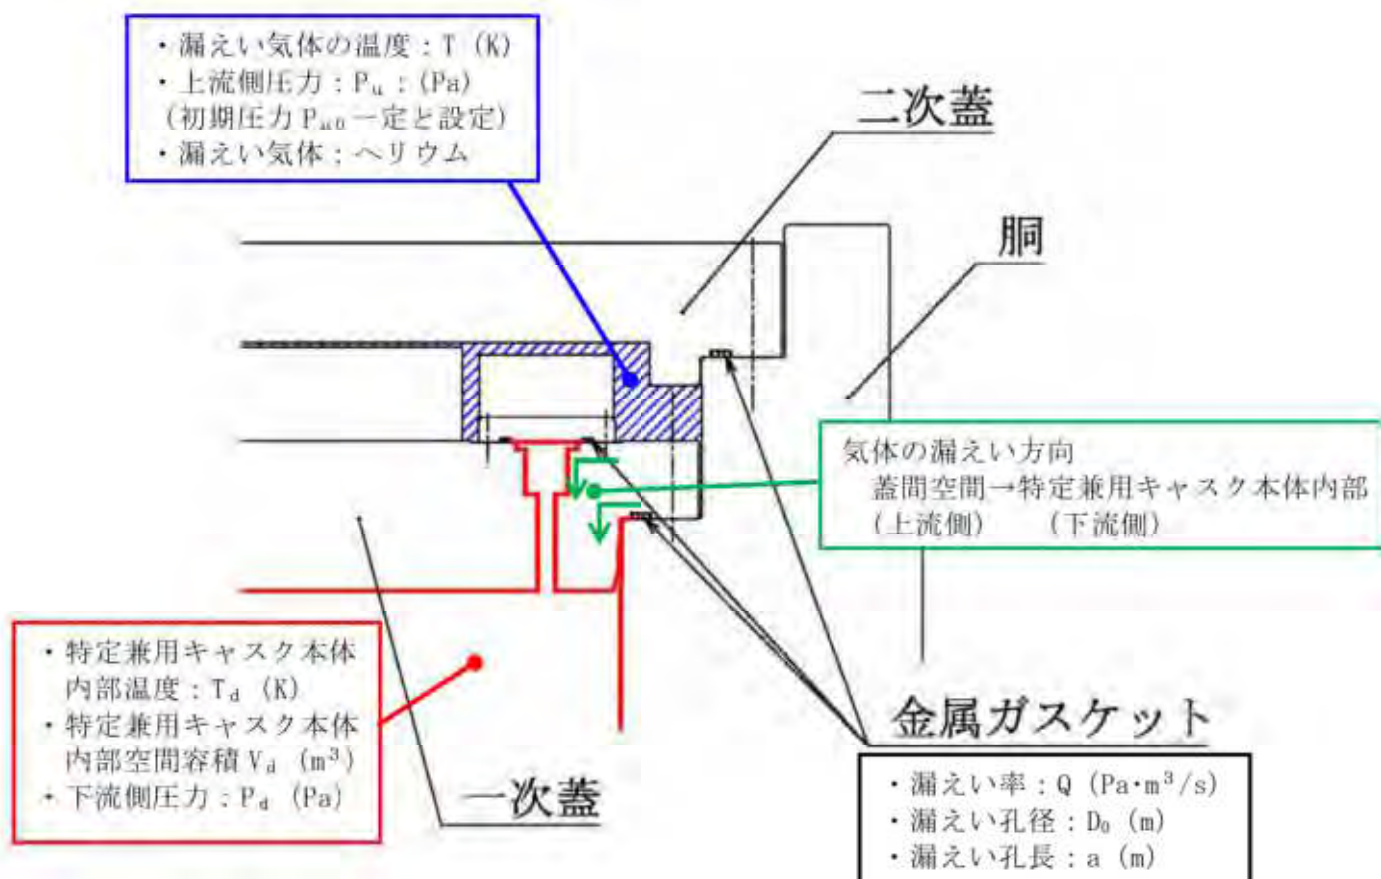 ・漏えい気体の温度：T (K)
・上流側圧力：Pu：(Pa)
(初期圧力 Pu0 一定と設定)
・漏えい気体：ヘリウム
二次蓋
胴
気体の漏えい方向
蓋間空間→特定兼用キャスク本体内部
(上流側) (下流側)
・特定兼用キャスク本体
内部温度：Td (K)
・特定兼用キャスク本体
内部空間容積 Vd (m³)
・下流側圧力：Pd (Pa)
一次蓋
金属ガスケット
・漏えい率：Q (Pa·m³/s)
・漏えい孔径：D₀ (m)
・漏えい孔長：a (m)